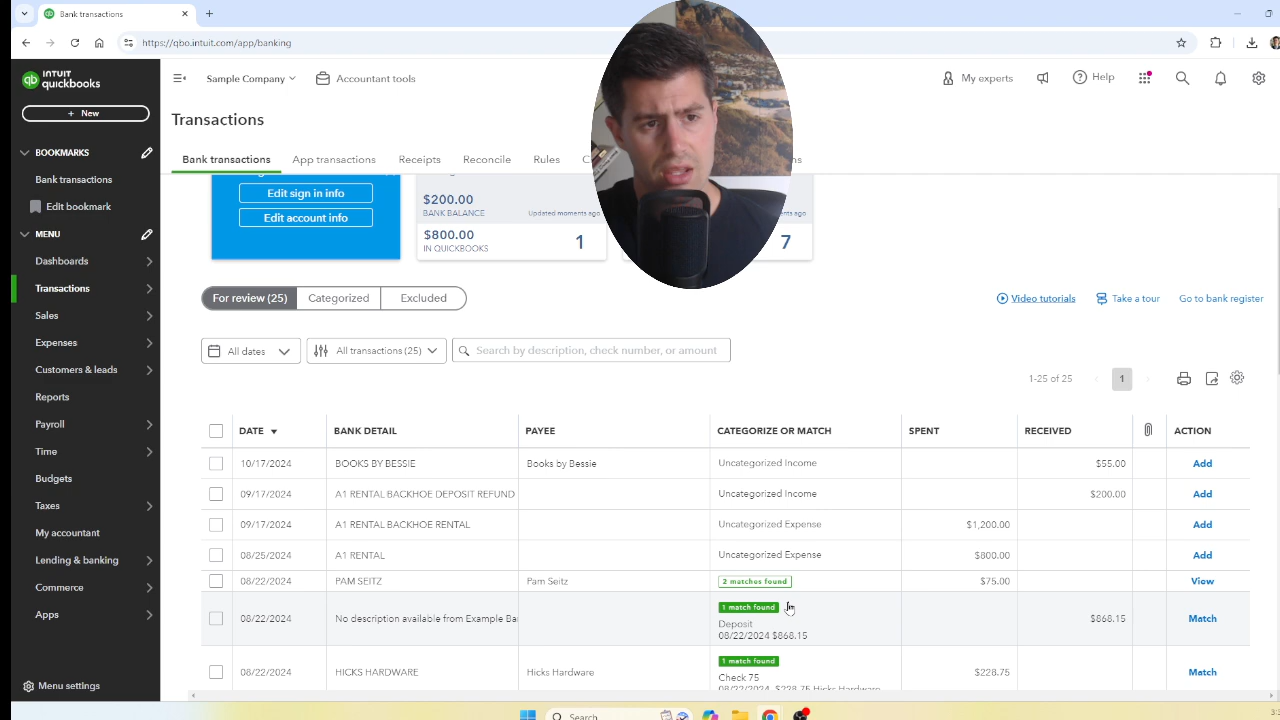 Bank transactions
https://qbo.intuit.com/app/banking
INTUIT
quickbooks
Sample Company
Accountant tools
My experts
Help
+ New
Transactions
BOOKMARKS
Bank transactions
Edit bookmark
MENU
Dashboards
Transactions
Sales
Expenses
Customers & leads
Reports
Payroll
Time
Budgets
Taxes
My accountant
Lending & banking
Commerce
Apps
Menu settings
Bank transactions App transactions Receipts Reconcile Rules
Edit sign in info
Edit account info
$200.00
BANK BALANCE Updated moments ago
$800.00
IN QUICKBOOKS 1
7
For review (25) Categorized Excluded
Video tutorials Take a tour Go to bank register
All dates All transactions (25) Search by description, check number, or amount
1-25 of 25 1
DATE BANK DETAIL PAYEE CATEGORIZE OR MATCH SPENT RECEIVED ACTION
10/17/2024 BOOKS BY BESSIE Books by Bessie Uncategorized Income $55.00 Add
09/17/2024 A1 RENTAL BACKHOE DEPOSIT REFUND Uncategorized Income $200.00 Add
09/17/2024 A1 RENTAL BACKHOE RENTAL Uncategorized Expense $1,200.00 Add
08/25/2024 A1 RENTAL Uncategorized Expense $800.00 Add
08/22/2024 PAM SEITZ Pam Seitz 2 matches found $75.00 View
1 match found
08/22/2024 No description available from Example Ba Deposit $868.15 Match
08/22/2024 $868.15
1 match found
08/22/2024 HICKS HARDWARE Hicks Hardware Check 75 $228.75 Match
08/22/2024 $228.75 Hicks Hardware
Search